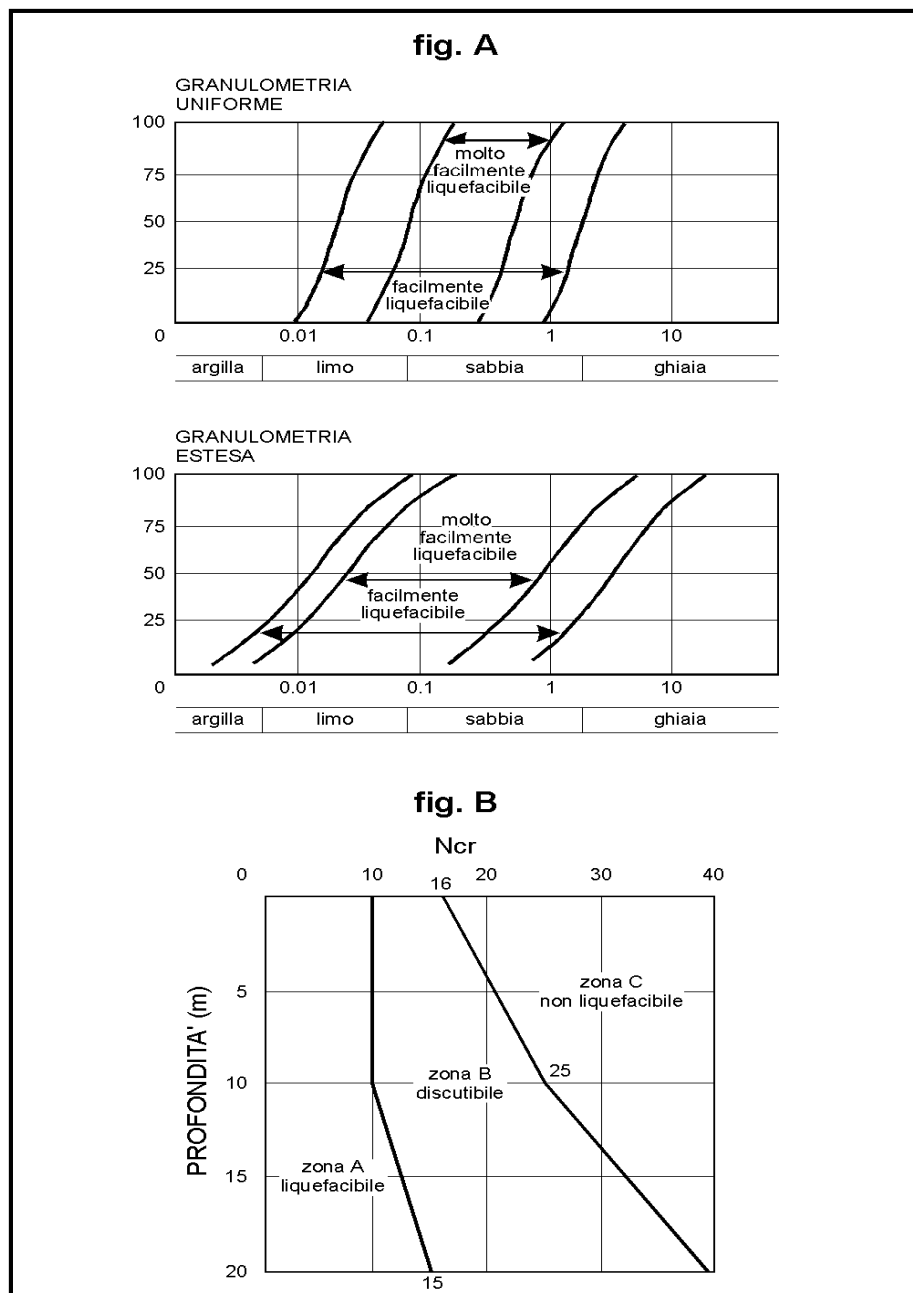 fig. A
GRANULOMETRIA
UNIFORME
100
75
50
25
0
molto
facilmente
liquefacibile
facilmente
liquefacibile
0.01 0.1 1 10
argilla limo sabbia ghiaia
GRANULOMETRIA
ESTESA
100
75
50
25
0
molto
facilmente
liquefacibile
facilmente
liquefacibile
0.01 0.1 1 10
argilla limo sabbia ghiaia
fig. B
Ncr
0 10 20 30 40
16
zona C
non liquefacibile
5
PROFONDITA' (m)
10
25
zona B
discutibile
15
zona A
liquefacibile
20
15